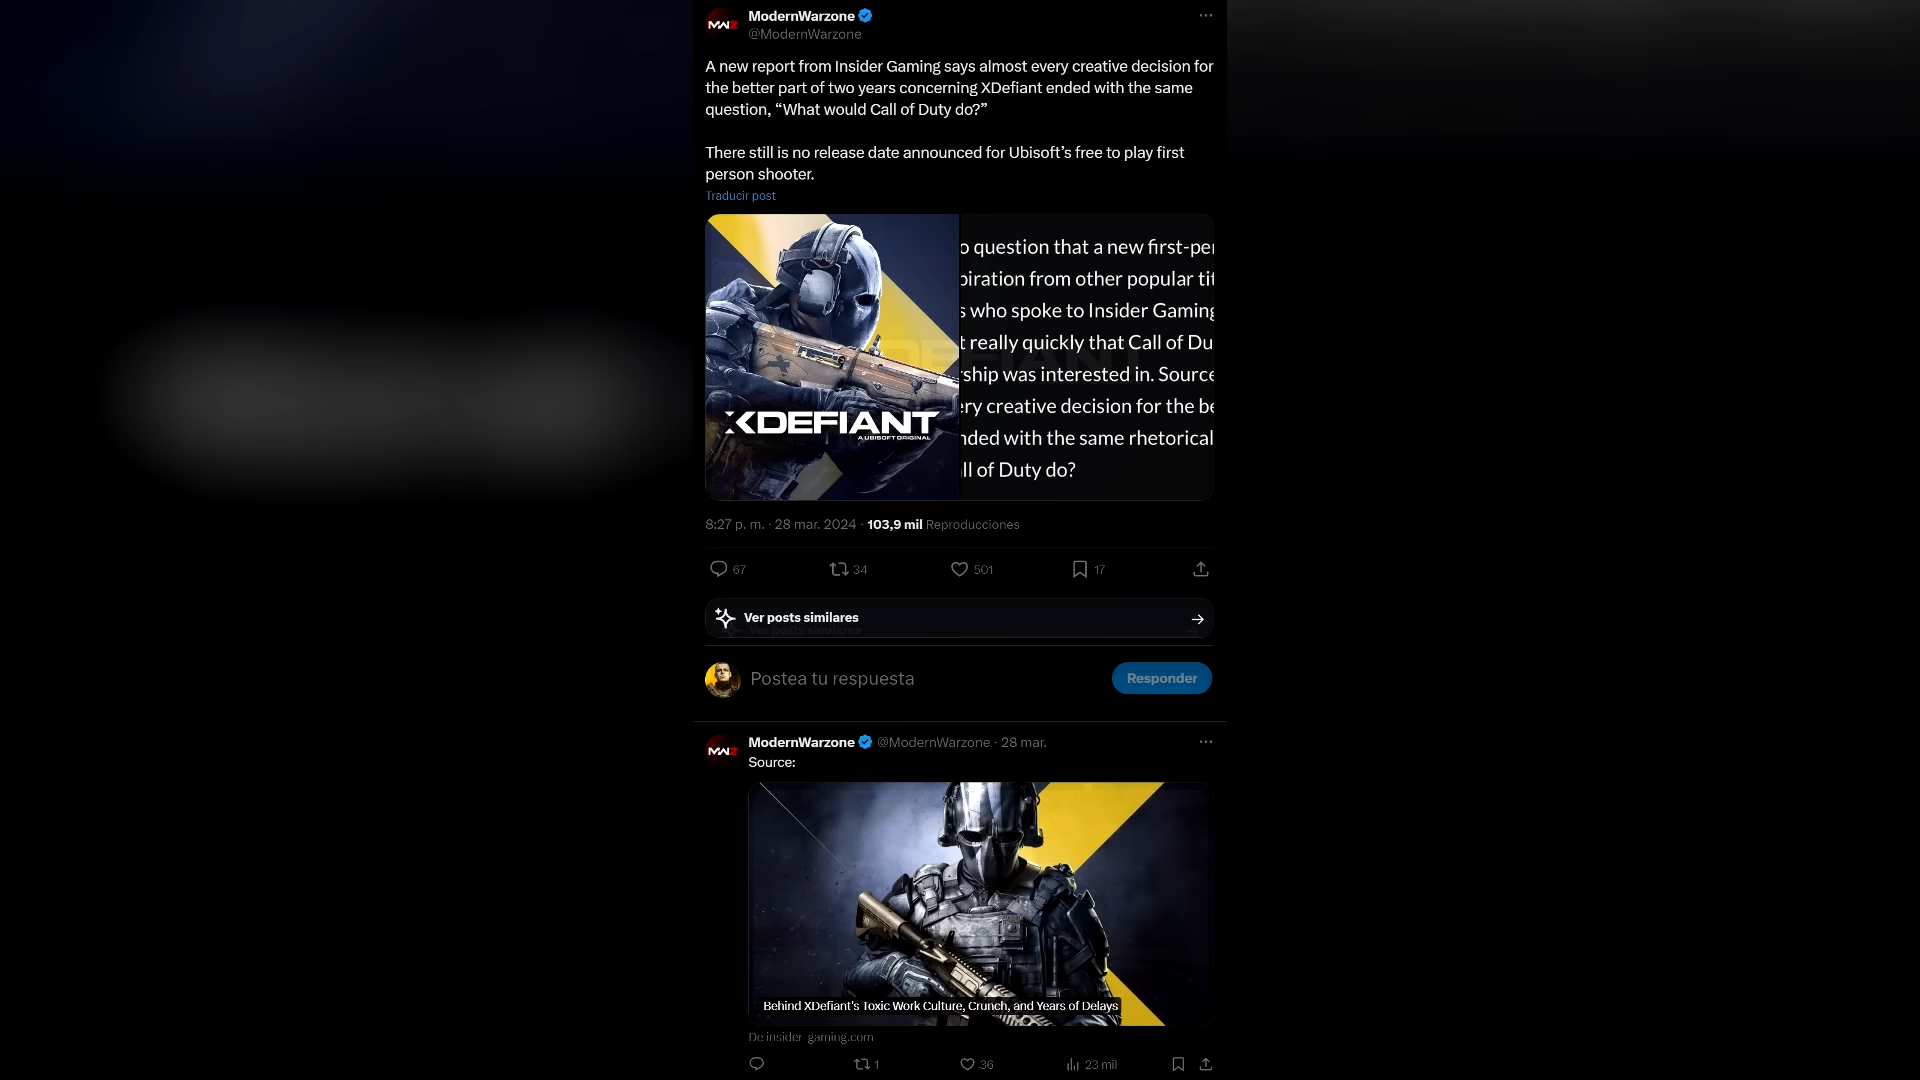 ModernWarzone
@ModernWarzone
A new report from Insider Gaming says almost every creative decision for
the better part of two years concerning XDefiant ended with the same
question, “What would Call of Duty do?”
There still is no release date announced for Ubisoft’s free to play first
person shooter.
Traducir post
XDEFIANT
A UBISOFT ORIGINAL
o question that a new first-per
piration from other popular tit
s who spoke to Insider Gaming
t really quickly that Call of Du
rship was interested in. Source
ery creative decision for the be
nded with the same rhetorical
ll of Duty do?
8:27 p. m. · 28 mar. 2024 · 103,9 mil Reproducciones
67 34 501 17
Ver posts similares
Postea tu respuesta
Responder
ModernWarzone @ModernWarzone · 28 mar.
Source:
Behind XDefiant's Toxic Work Culture, Crunch, and Years of Delays
De insider-gaming.com
1 36 23 mil